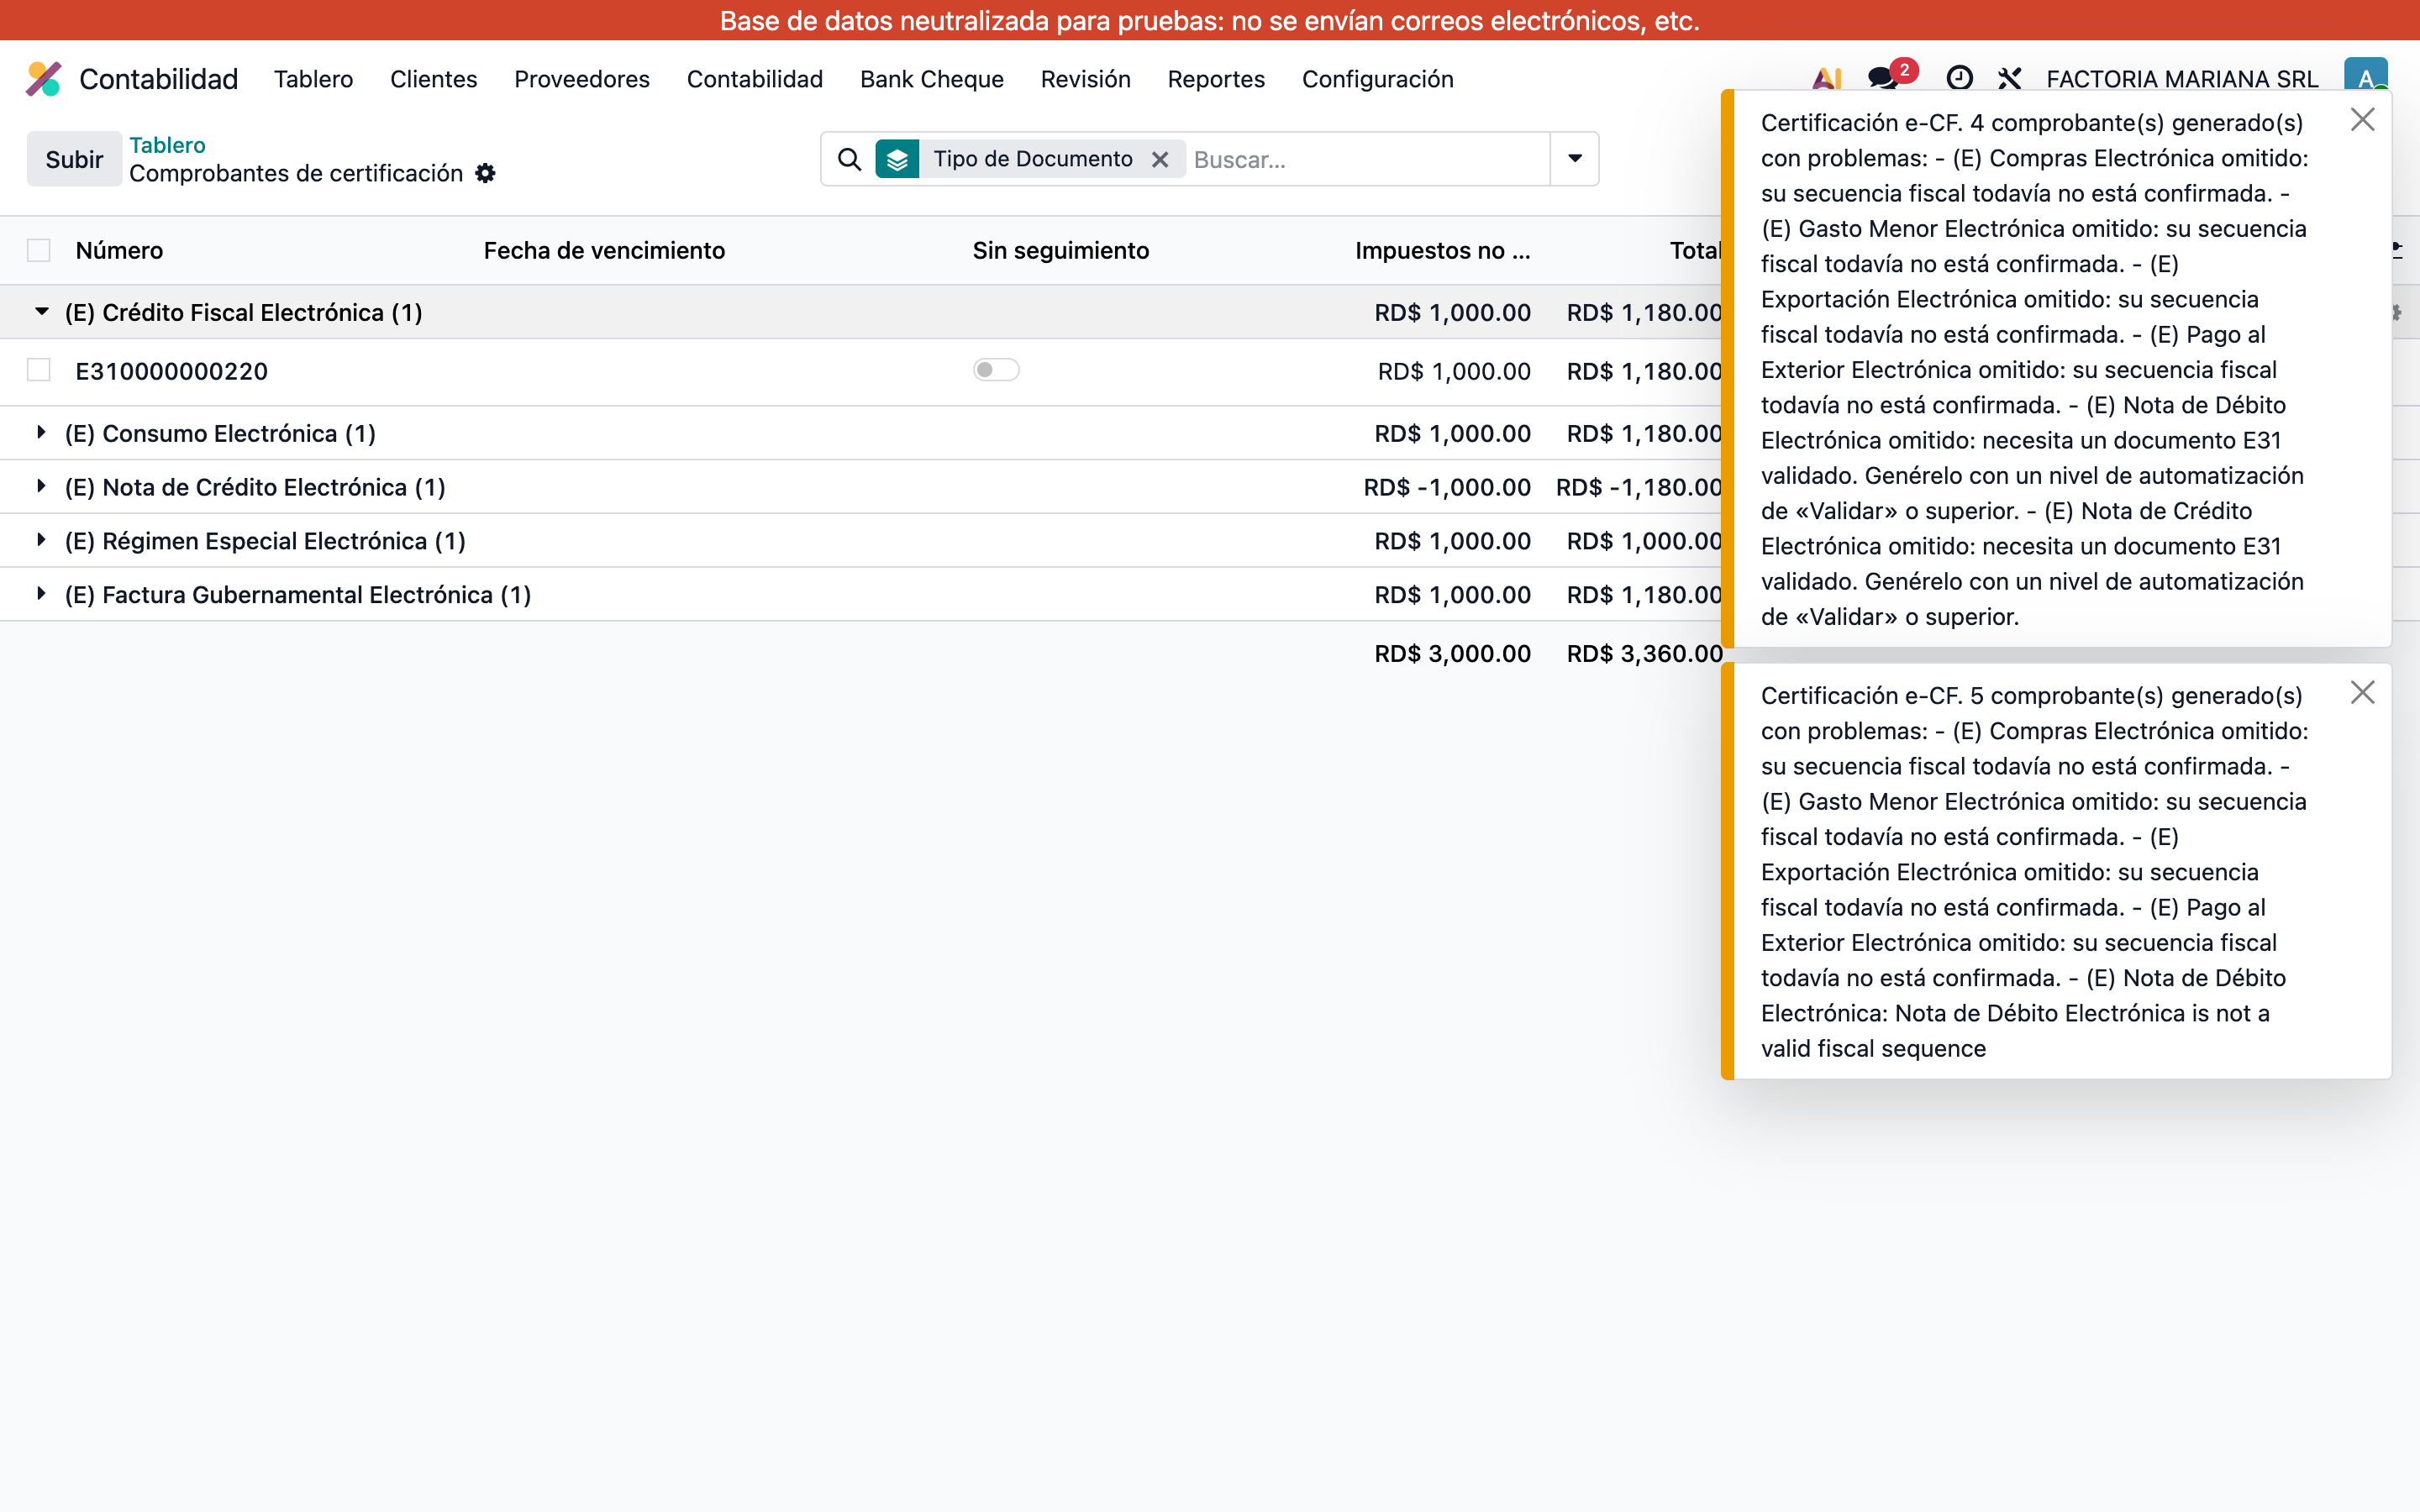 Base de datos neutralizada para pruebas: no se envían correos electrónicos, etc.
Contabilidad Tablero Clientes Proveedores Contabilidad Bank Cheque Revisión Reportes Configuración AI 2 FACTORIA MARIANA SRL A
Subir
Tablero
Comprobantes de certificación
Tipo de Documento
Buscar...
Número Fecha de vencimiento Sin seguimiento Impuestos no ... Total
(E) Crédito Fiscal Electrónica (1) RD$ 1,000.00 RD$ 1,180.00
E310000000220 RD$ 1,000.00 RD$ 1,180.00
(E) Consumo Electrónica (1) RD$ 1,000.00 RD$ 1,180.00
(E) Nota de Crédito Electrónica (1) RD$ -1,000.00 RD$ -1,180.00
(E) Régimen Especial Electrónica (1) RD$ 1,000.00 RD$ 1,000.00
(E) Factura Gubernamental Electrónica (1) RD$ 1,000.00 RD$ 1,180.00
RD$ 3,000.00 RD$ 3,360.00
Certificación e-CF. 4 comprobante(s) generado(s)
con problemas: - (E) Compras Electrónica omitido:
su secuencia fiscal todavía no está confirmada. -
(E) Gasto Menor Electrónica omitido: su secuencia
fiscal todavía no está confirmada. - (E)
Exportación Electrónica omitido: su secuencia
fiscal todavía no está confirmada. - (E) Pago al
Exterior Electrónica omitido: su secuencia fiscal
todavía no está confirmada. - (E) Nota de Débito
Electrónica omitido: necesita un documento E31
validado. Genérelo con un nivel de automatización
de «Validar» o superior. - (E) Nota de Crédito
Electrónica omitido: necesita un documento E31
validado. Genérelo con un nivel de automatización
de «Validar» o superior.
Certificación e-CF. 5 comprobante(s) generado(s)
con problemas: - (E) Compras Electrónica omitido:
su secuencia fiscal todavía no está confirmada. -
(E) Gasto Menor Electrónica omitido: su secuencia
fiscal todavía no está confirmada. - (E)
Exportación Electrónica omitido: su secuencia
fiscal todavía no está confirmada. - (E) Pago al
Exterior Electrónica omitido: su secuencia fiscal
todavía no está confirmada. - (E) Nota de Débito
Electrónica: Nota de Débito Electrónica is not a
valid fiscal sequence